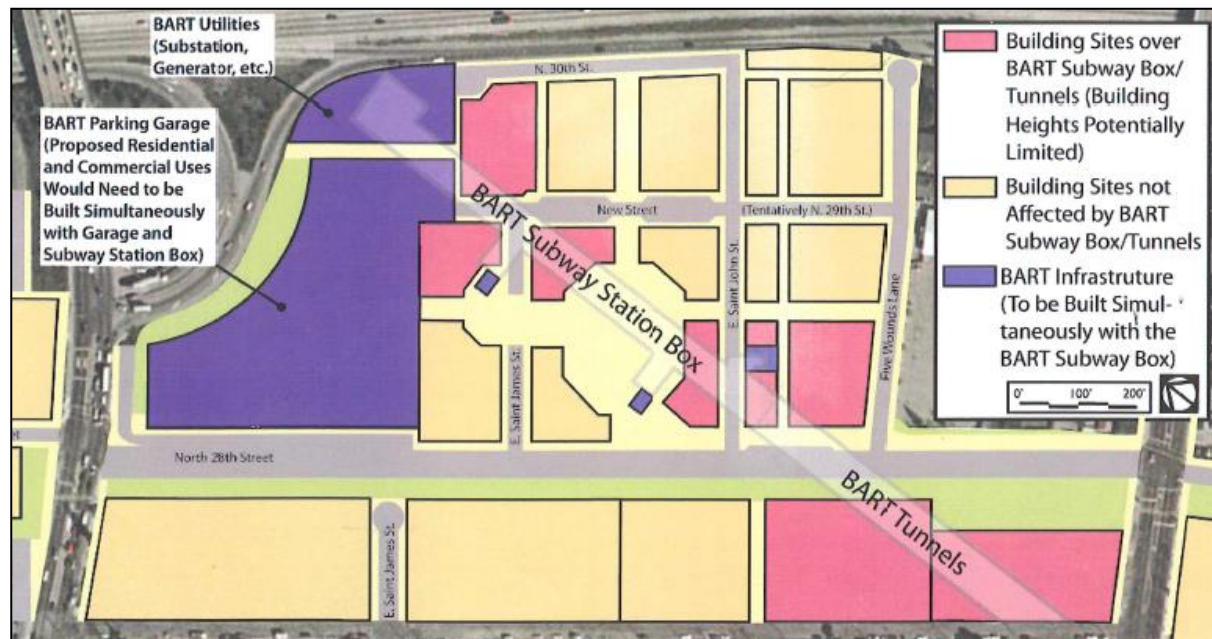 BART Utilities
(Substation,
Generator, etc.)
BART Parking Garage
(Proposed Residential
and Commercial Uses
Would Need to be
Built Simultaneously
with Garage and
Subway Station Box)
N. 30th St.
New Street
(Tentatively N. 29th St.)
BART Subway Station Box
E. Saint John St.
Five Wounds Lane
E. Saint James St.
North 28th Street
BART Tunnels
E. Saint James St.
Building Sites over
BART Subway Box/
Tunnels (Building
Heights Potentially
Limited)
Building Sites not
Affected by BART
Subway Box/Tunnels
BART Infrastruture
(To be Built Simul-
taneously with the
BART Subway Box)
0' 100' 200'